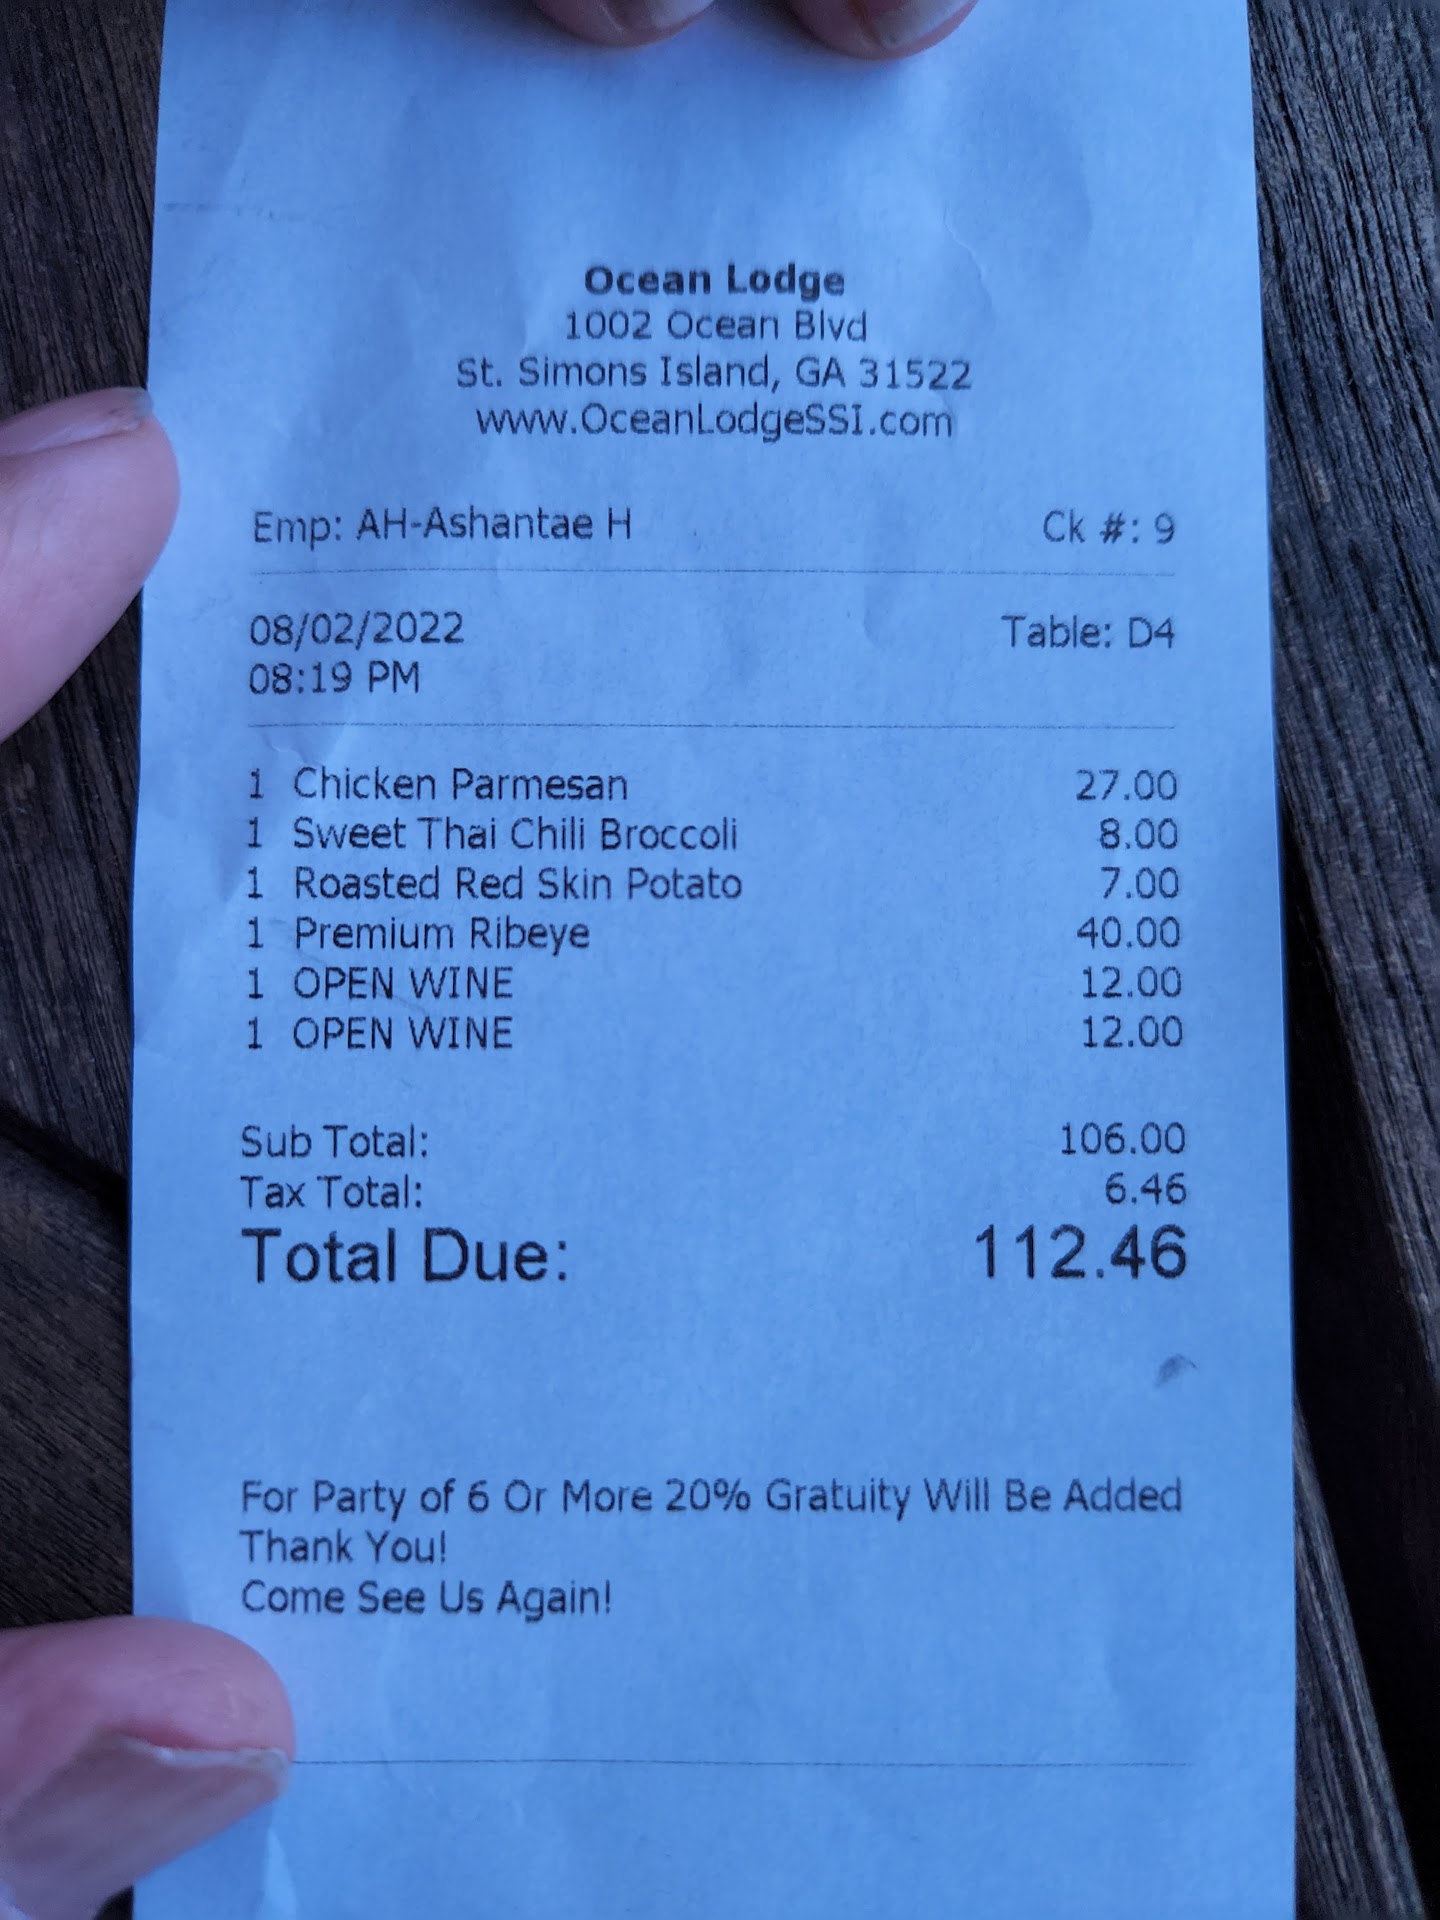 Ocean Lodge
1002 Ocean Blvd
St. Simons Island, GA 31522
www.OceanLodgeSSI.com
Emp: AH-Ashantae H Ck #: 9
08/02/2022 Table: D4
08:19 PM
1 Chicken Parmesan 27.00
1 Sweet Thai Chili Broccoli 8.00
1 Roasted Red Skin Potato 7.00
1 Premium Ribeye 40.00
1 OPEN WINE 12.00
1 OPEN WINE 12.00
Sub Total: 106.00
Tax Total: 6.46
Total Due: 112.46
For Party of 6 Or More 20% Gratuity Will Be Added
Thank You!
Come See Us Again!